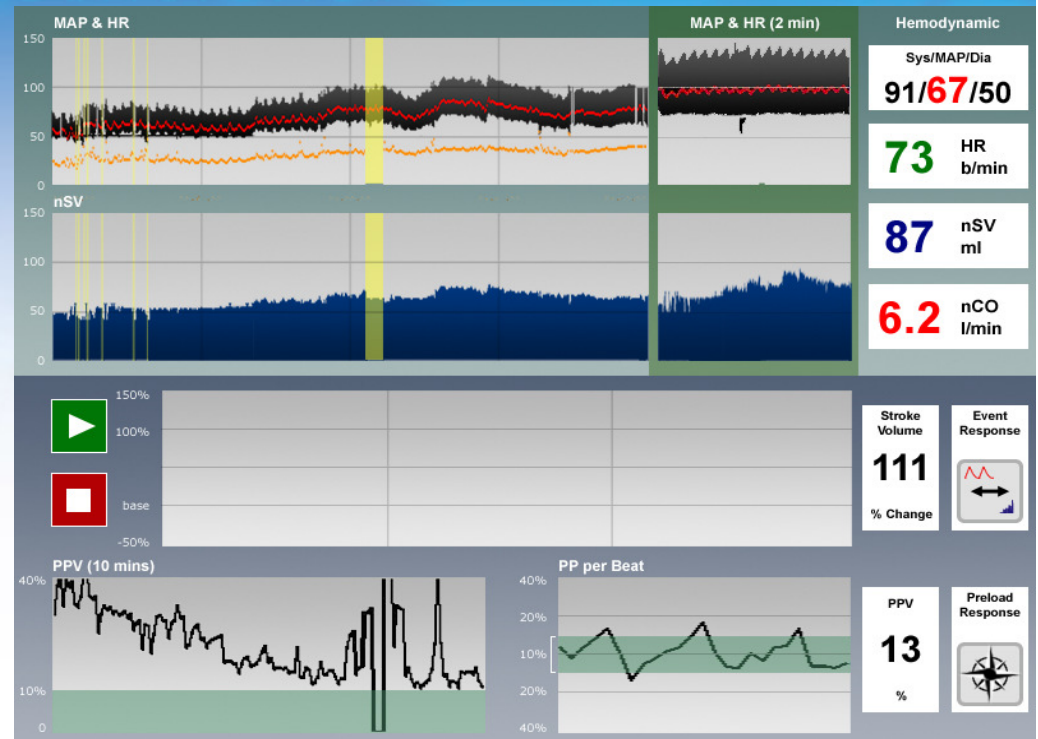 MAP & HR
150
100
50
0
MAP & HR (2 min)
Hemodynamic
Sys/MAP/Dia
91/67/50
73 HR
b/min
nSV
150
100
50
0
87 nSV
ml
6.2 nCO
l/min
150%
100%
base
-50%
Stroke
Volume
111
% Change
Event
Response
PPV (10 mins)
40%
10%
0
PP per Beat
40%
20%
10%
20%
40%
PPV
13
%
Preload
Response